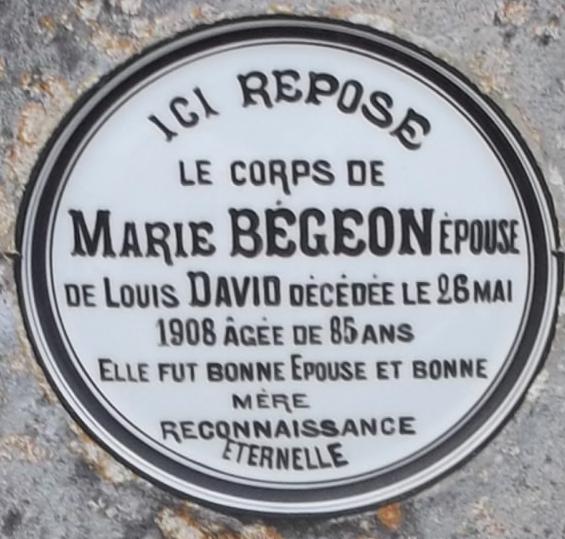 ICI REPOSE
LE CORPS DE
MARIE BÉGEON ÉPOUSE
DE LOUIS DAVID DÉCÉDÉE LE 26 MAI
1908 ÂGÉE DE 85 ANS
ELLE FUT BONNE EPOUSE ET BONNE
MÈRE
RECONNAISSANCE
ÉTERNELLE